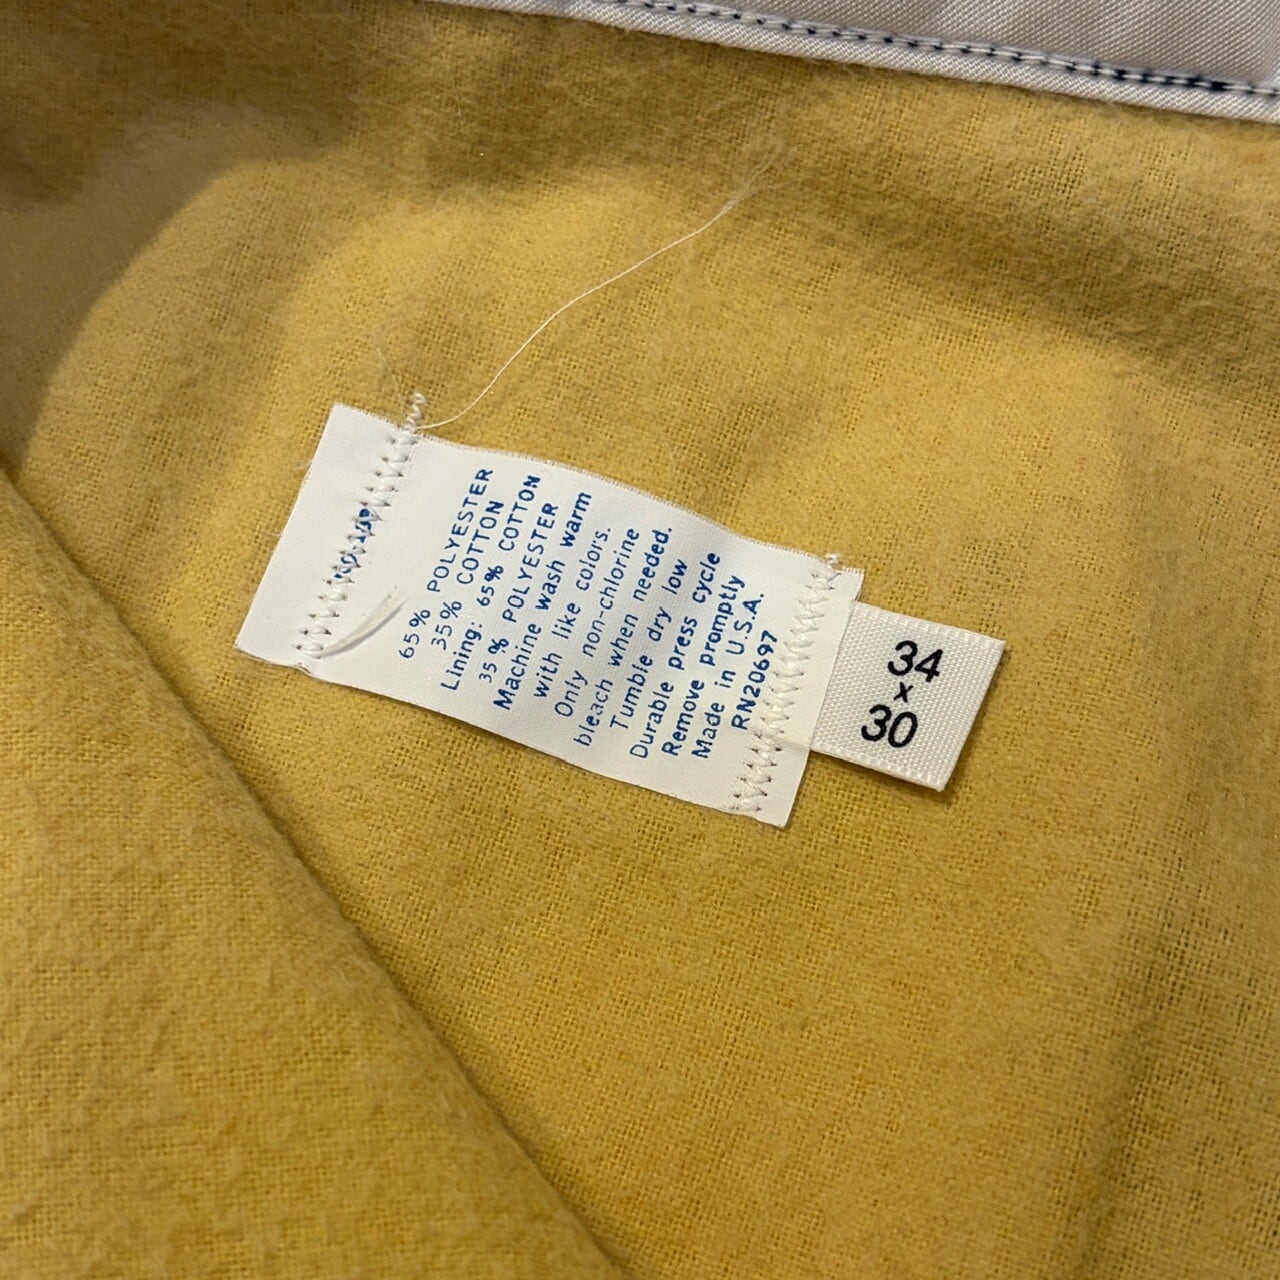 65% POLYESTER
35% COTTON
Lining: 65% COTTON
35% POLYESTER
Machine wash warm
with like colors.
Only non-chlorine
bleach when needed.
Tumble dry low
Durable press cycle
Remove promptly
Made in U.S.A.
RN20697
34
x
30